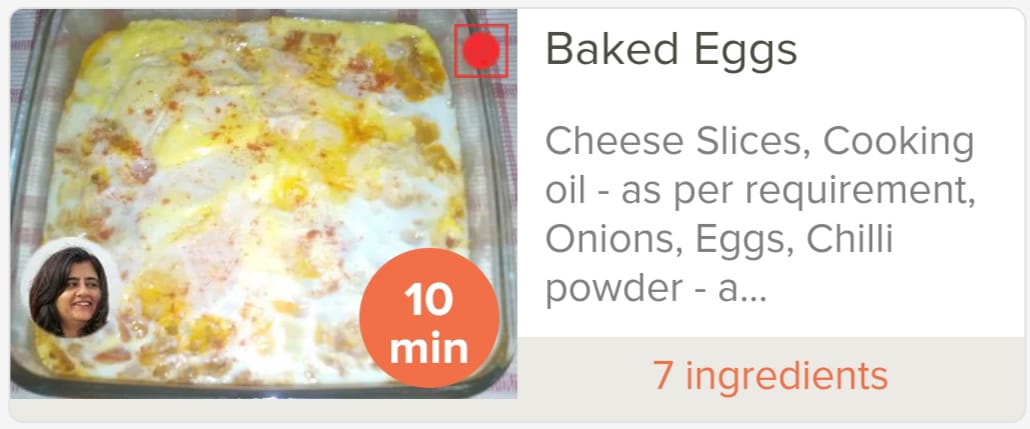 Baked Eggs
Cheese Slices, Cooking
oil - as per requirement,
Onions, Eggs, Chilli
powder - a...
10
min
7 ingredients